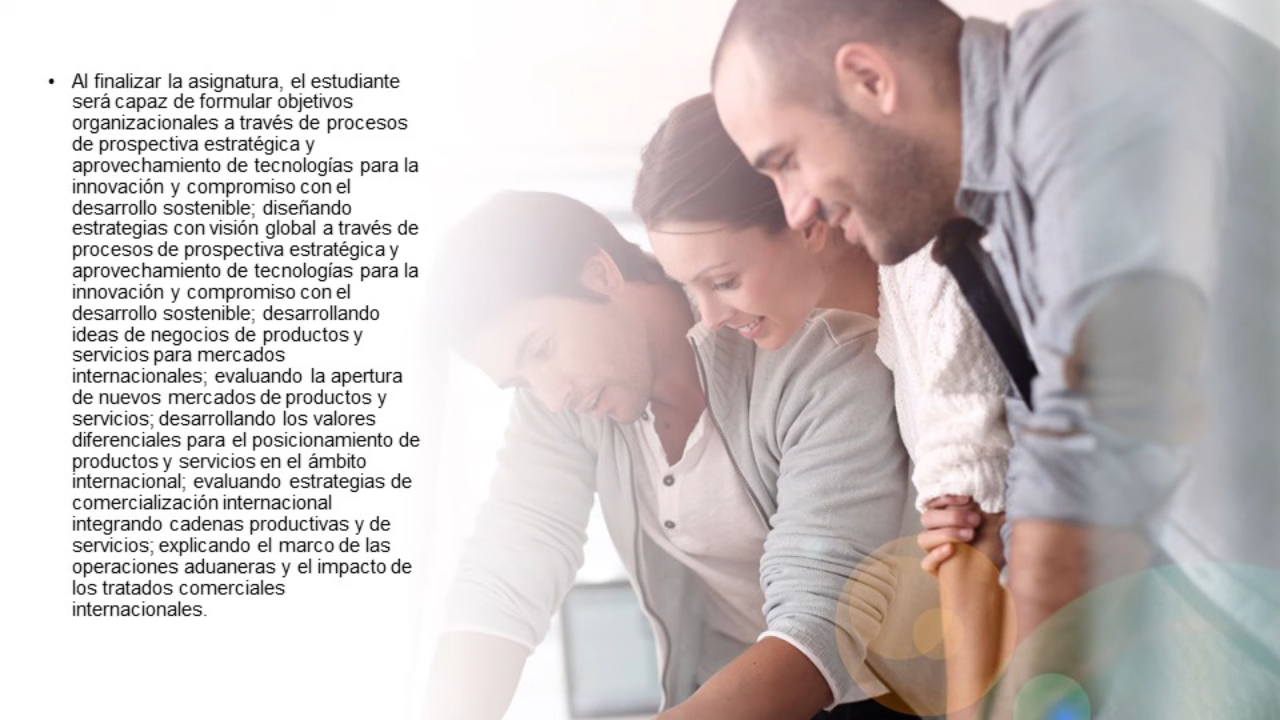 • Al finalizar la asignatura, el estudiante
será capaz de formular objetivos
organizacionales a través de procesos
de prospectiva estratégica y
aprovechamiento de tecnologías para la
innovación y compromiso con el
desarrollo sostenible; diseñando
estrategias con visión global a través de
procesos de prospectiva estratégica y
aprovechamiento de tecnologías para la
innovación y compromiso con el
desarrollo sostenible; desarrollando
ideas de negocios de productos y
servicios para mercados
internacionales; evaluando la apertura
de nuevos mercados de productos y
servicios; desarrollando los valores
diferenciales para el posicionamiento de
productos y servicios en el ámbito
internacional; evaluando estrategias de
comercialización internacional
integrando cadenas productivas y de
servicios; explicando el marco de las
operaciones aduaneras y el impacto de
los tratados comerciales
internacionales.